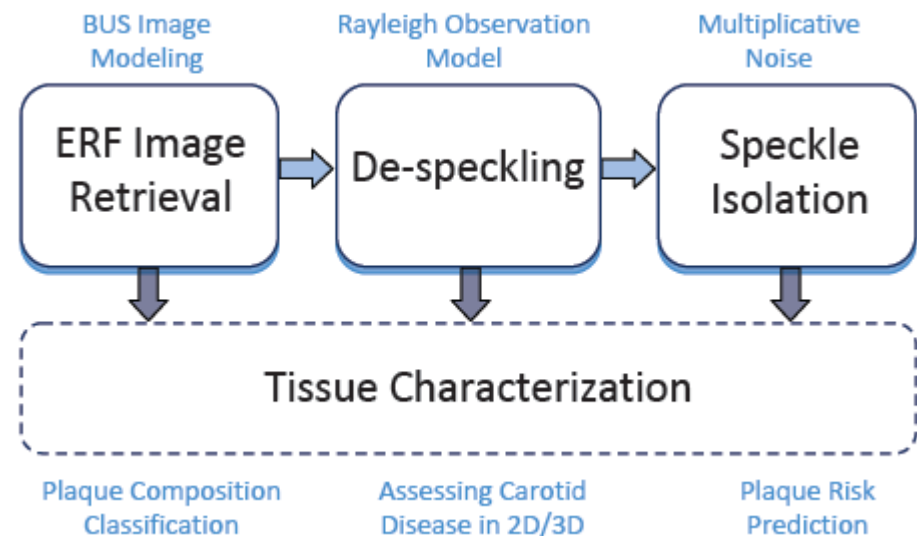 BUS Image
Modeling
Rayleigh Observation
Model
Multiplicative
Noise
ERF Image
Retrieval
De-speckling
Speckle
Isolation
Tissue Characterization
Plaque Composition
Classification
Assessing Carotid
Disease in 2D/3D
Plaque Risk
Prediction